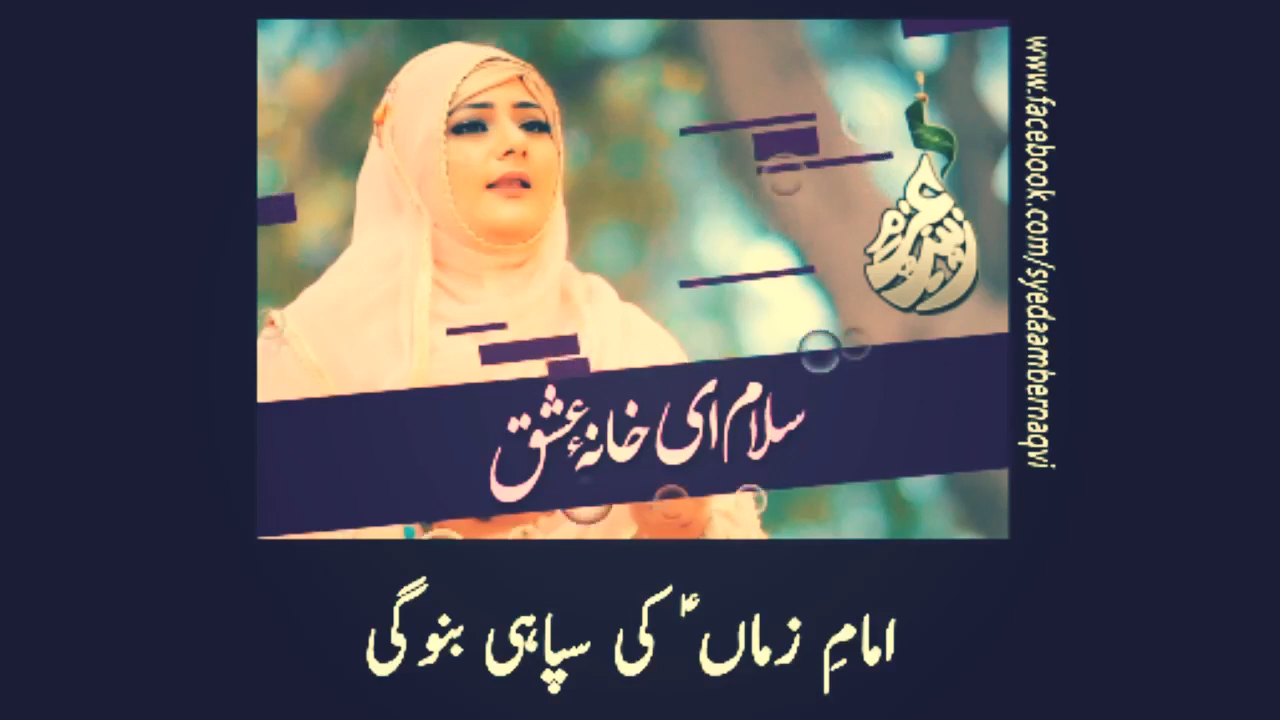 سلام ای خانۂ عشق
امامِ زماںؑ کی سپاہی بنو گی
www.facebook.com/syedaambernaqvi